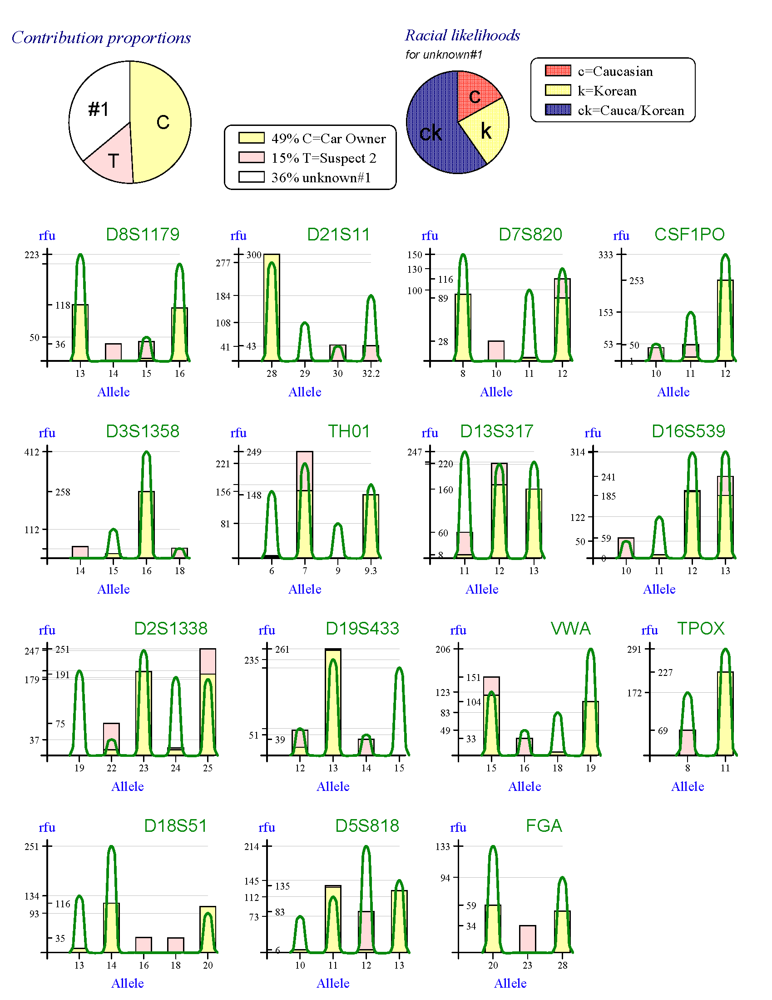 Contribution proportions
#1
C
T
49% C=Car Owner
15% T=Suspect 2
36% unknown#1
Racial likelihoods
for unknown#1
c
k
ck
c=Caucasian
k=Korean
ck=Cauca/Korean
rfu D8S1179
223
118
50
36
13 14 15 16
Allele
rfu D21S11
300
277
184
108
41 43
28 29 30 32.2
Allele
rfu D7S820
150
130
116
100
89
28
8 10 11 12
Allele
rfu CSF1PO
333
253
153
53 50
1
10 11 12
Allele
rfu D3S1358
412
258
112
14 15 16 18
Allele
rfu TH01
249
221
156
148
81
6 7 9 9.3
Allele
rfu D13S317
247
220
160
60
8
11 12 13
Allele
rfu D16S539
314
241
185
122
59
50
0
10 11 12 13
Allele
rfu D2S1338
247 251
191
179
75
37
19 22 23 24 25
Allele
rfu D19S433
261
235
51
39
12 13 14 15
Allele
rfu VWA
206
151
123
104
83
49
33
15 16 18 19
Allele
rfu TPOX
291
227
172
69
8 11
Allele
rfu D18S51
251
134
116
93
35
13 14 16 18 20
Allele
rfu D5S818
214
145
135
112
83
73
6
10 11 12 13
Allele
rfu FGA
133
94
59
34
20 23 28
Allele